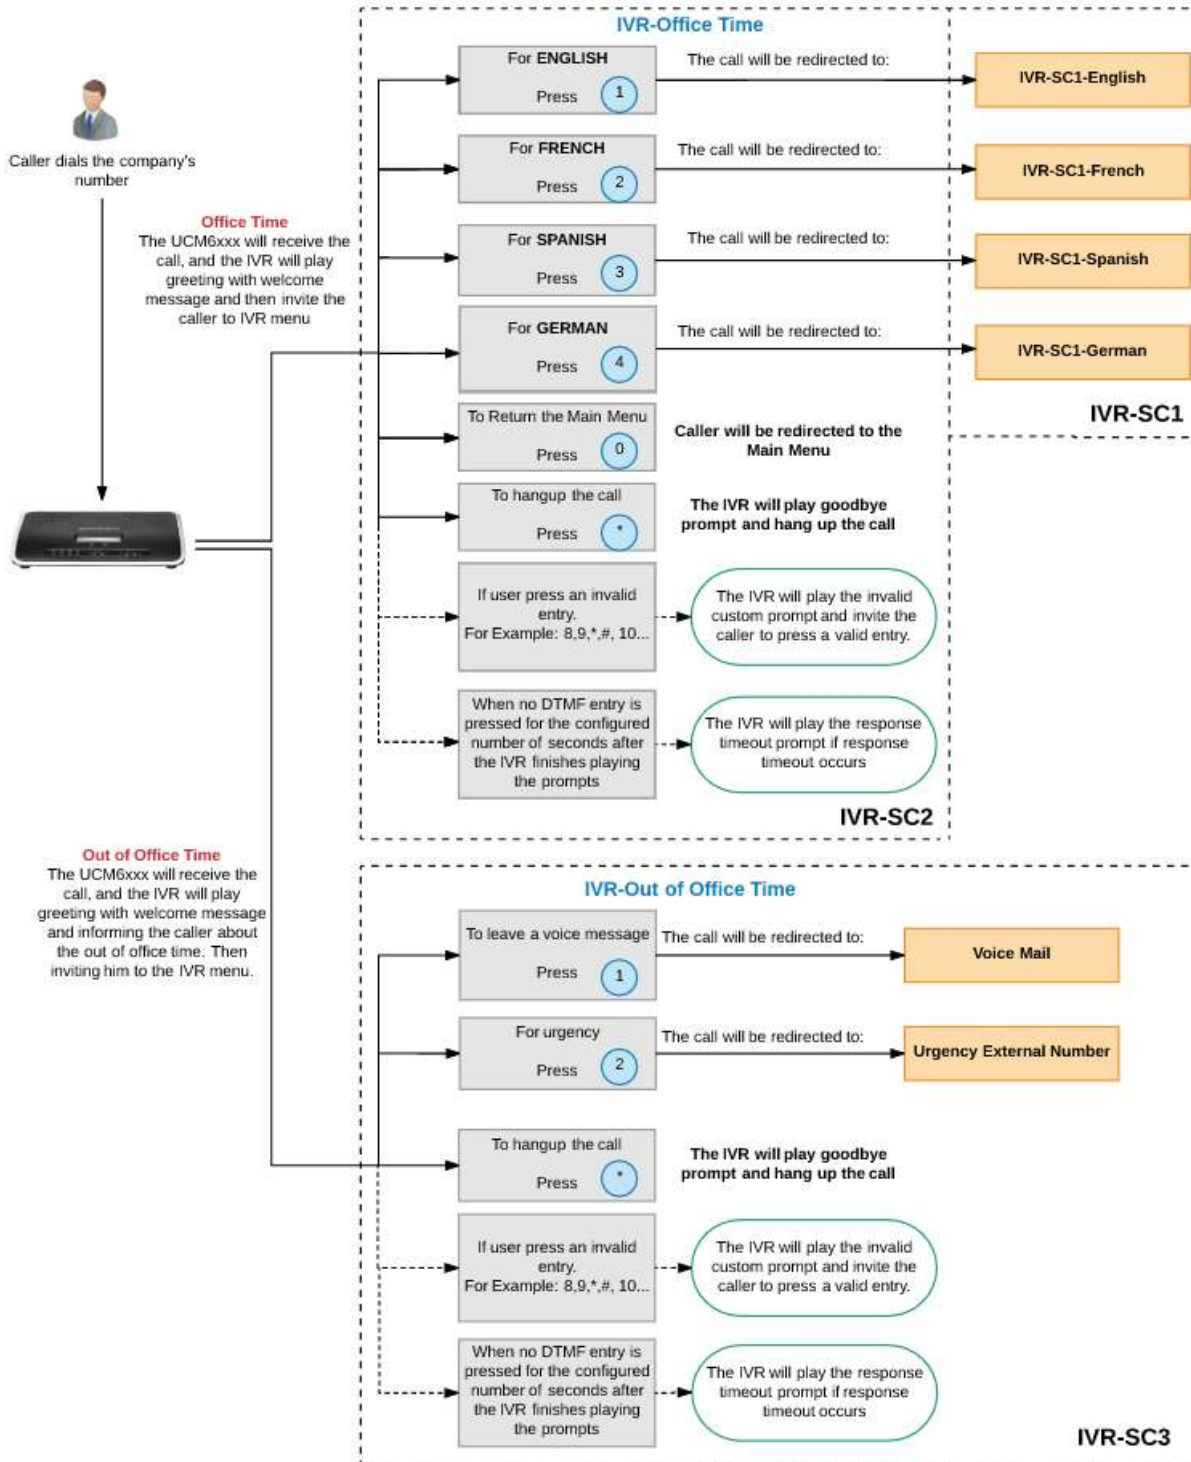 IVR-Office Time
For ENGLISH
Press 1
The call will be redirected to:
IVR-SC1-English
Caller dials the company's
number
For FRENCH
Press 2
The call will be redirected to:
IVR-SC1-French
Office Time
The UCM6xxx will receive the
call, and the IVR will play
greeting with welcome
message and then invite the
caller to IVR menu
For SPANISH
Press 3
The call will be redirected to:
IVR-SC1-Spanish
For GERMAN
Press 4
The call will be redirected to:
IVR-SC1-German
IVR-SC1
To Return the Main Menu
Press 0
Caller will be redirected to the
Main Menu
To hangup the call
Press *
The IVR will play goodbye
prompt and hang up the call
If user press an invalid
entry.
For Example: 8,9,*,#, 10...
The IVR will play the invalid
custom prompt and invite the
caller to press a valid entry.
When no DTMF entry is
pressed for the configured
number of seconds after
the IVR finishes playing
the prompts
The IVR will play the response
timeout prompt if response
timeout occurs
IVR-SC2
Out of Office Time
The UCM6xxx will receive the
call, and the IVR will play
greeting with welcome message
and informing the caller about
the out of office time. Then
inviting him to the IVR menu.
IVR-Out of Office Time
To leave a voice message
Press 1
The call will be redirected to:
Voice Mail
For urgency
Press 2
The call will be redirected to:
Urgency External Number
To hangup the call
Press *
The IVR will play goodbye
prompt and hang up the call
If user press an invalid
entry.
For Example: 8,9,*,#, 10...
The IVR will play the invalid
custom prompt and invite the
caller to press a valid entry.
When no DTMF entry is
pressed for the configured
number of seconds after
the IVR finishes playing
the prompts
The IVR will play the response
timeout prompt if response
timeout occurs
IVR-SC3